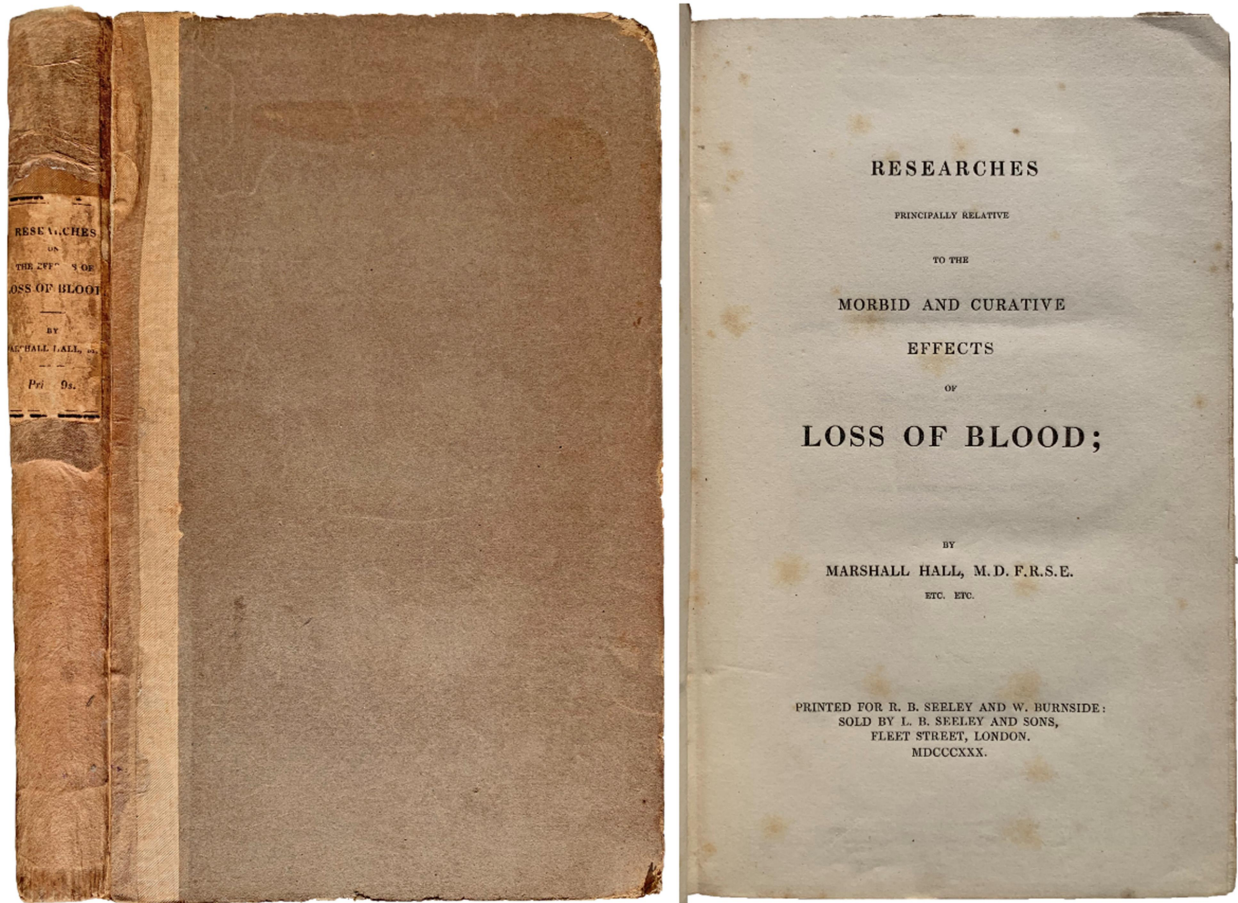 ON
OF
LOSS OF BLOOD
BY
9s.
RESEARCHES
PRINCIPALLY RELATIVE
TO THE
MORBID AND CURATIVE
EFFECTS
OF
LOSS OF BLOOD;
BY
MARSHALL HALL, M.D. F.R.S.E.
ETC. ETC.
PRINTED FOR R. B. SEELEY AND W. BURNSIDE:
SOLD BY L. B. SEELEY AND SONS,
FLEET STREET, LONDON.
MDCCCXXX.